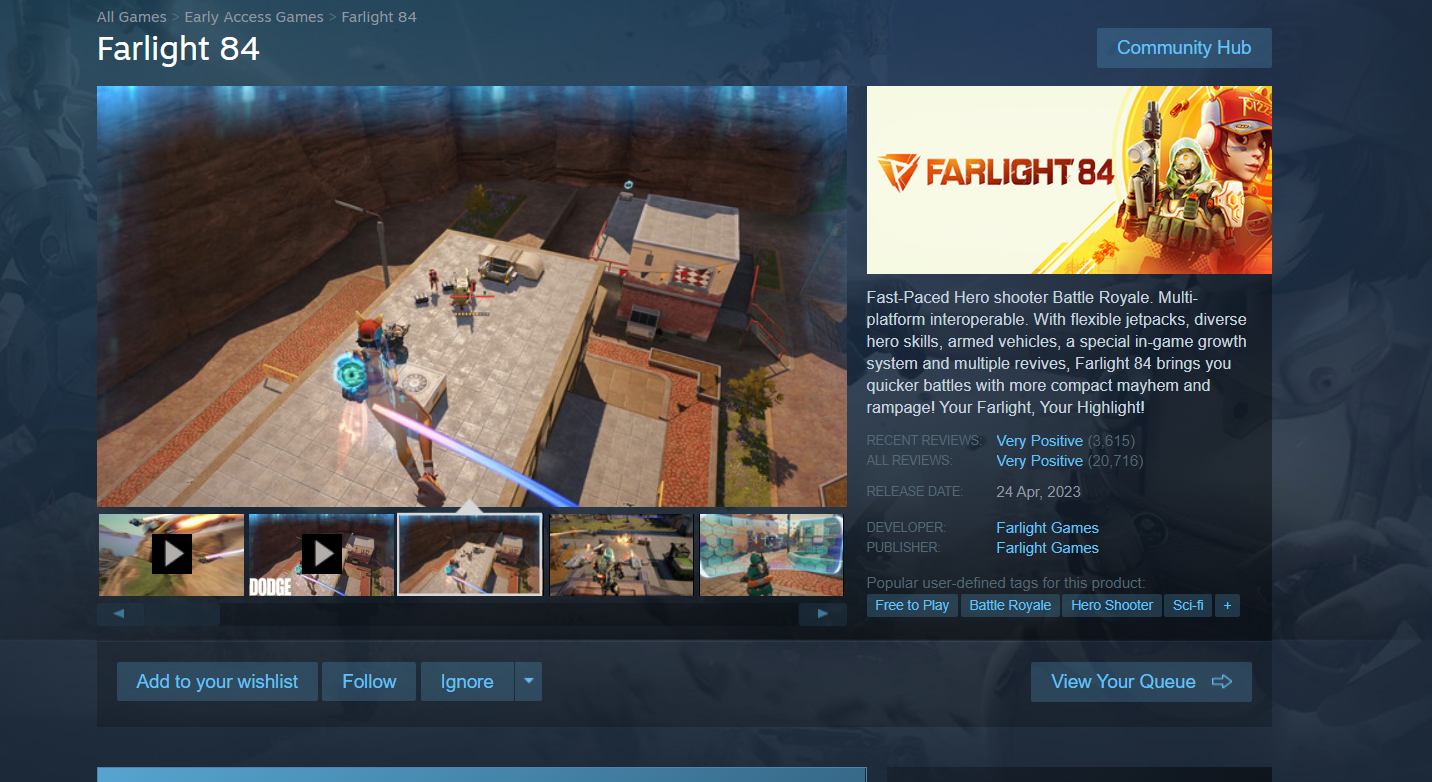 All Games > Early Access Games > Farlight 84
Farlight 84
Community Hub
FARLIGHT 84
Fast-Paced Hero shooter Battle Royale. Multi-
platform interoperable. With flexible jetpacks, diverse
hero skills, armed vehicles, a special in-game growth
system and multiple revives, Farlight 84 brings you
quicker battles with more compact mayhem and
rampage! Your Farlight, Your Highlight!
RECENT REVIEWS: Very Positive (3,615)
ALL REVIEWS: Very Positive (20,716)
RELEASE DATE: 24 Apr, 2023
DEVELOPER: Farlight Games
PUBLISHER: Farlight Games
Popular user-defined tags for this product:
Free to Play Battle Royale Hero Shooter Sci-fi +
DODGE
Add to your wishlist Follow Ignore View Your Queue